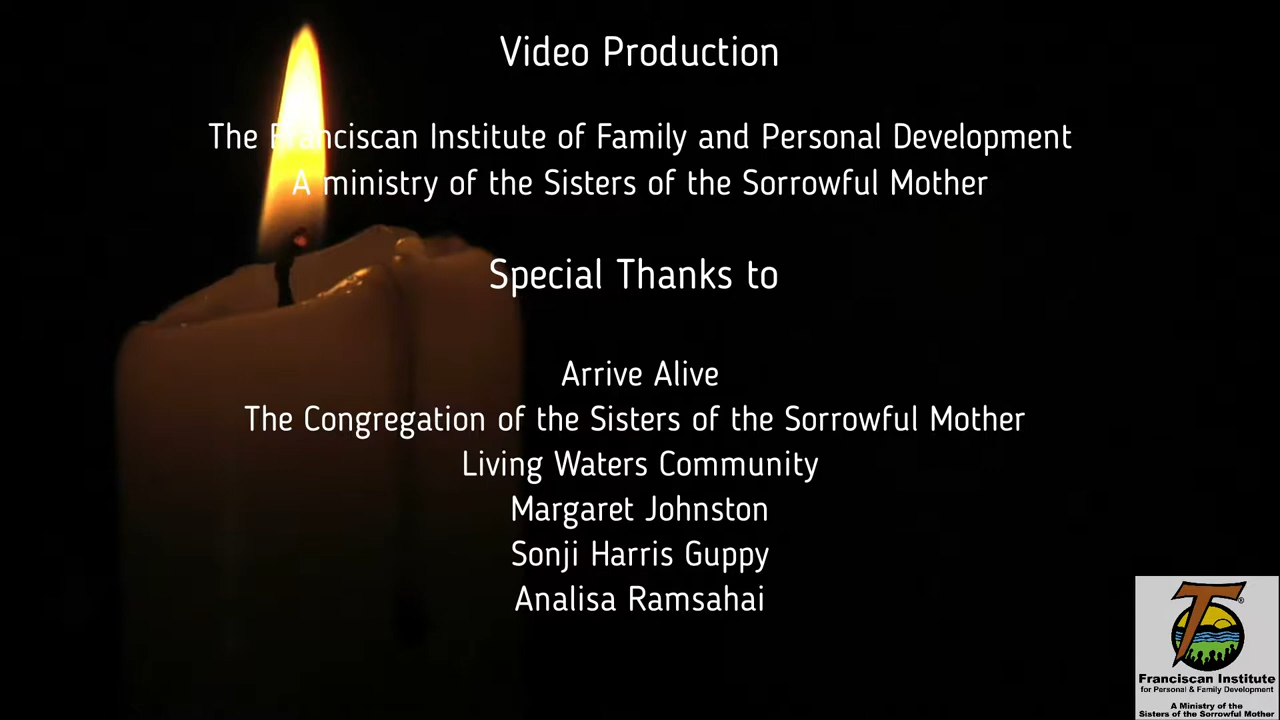 Video Production
The Franciscan Institute of Family and Personal Development
A ministry of the Sisters of the Sorrowful Mother
Special Thanks to
Arrive Alive
The Congregation of the Sisters of the Sorrowful Mother
Living Waters Community
Margaret Johnston
Sonji Harris Guppy
Analisa Ramsahai
®
Franciscan Institute
for Personal & Family Development
A Ministry of the
Sisters of the Sorrowful Mother